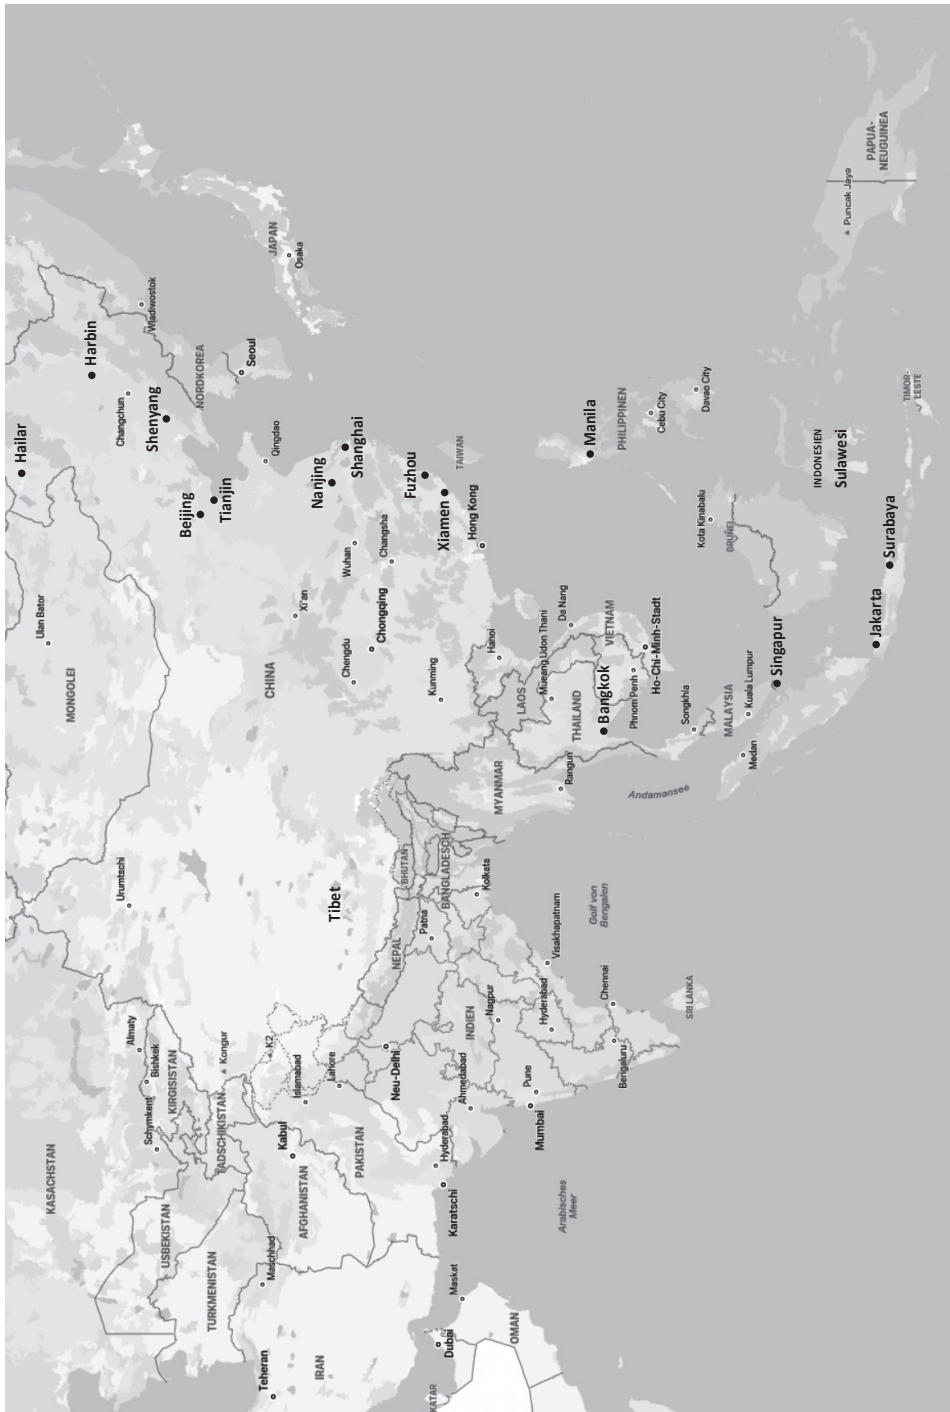 KASACHSTAN
MONGOLEI
Ulan Bator
Hailar
Harbin
Schymkent
Almaty
Bischkek
Urumtschi
Changchun
Wladiwostok
USBEKISTAN
KIRGISISTAN
Shenyang
TURKMENISTAN
TADSCHIKISTAN
Kongur
Beijing
Tianjin
NORDKOREA
Seoul
Teheran
Maschhad
Kabul
K2
CHINA
Xi'an
Qingdao
JAPAN
Osaka
IRAN
AFGHANISTAN
Islamabad
Lahore
Tibet
Nanjing
Shanghai
PAKISTAN
Neu-Delhi
NEPAL
BHUTAN
Chengdu
Chongqing
Wuhan
Changsha
Fuzhou
KATAR
Dubai
Maskat
Karatschi
Hyderabad
Ahmedabad
INDIEN
Patna
BANGLADESCH
Kolkata
Kunming
Xiamen
TAIWAN
Hong Kong
Hanoi
OMAN
Nagpur
MYANMAR
LAOS
Arabisches
Meer
Mumbai
Pune
Hyderabad
Visakhapatnam
Rangun
Mueang Udon Thani
Da Nang
THAILAND
VIETNAM
Golf von
Bengalen
Bangkok
Phnom Penh
Ho-Chi-Minh-Stadt
Manila
PHILIPPINEN
Bengaluru
Chennai
Andamansee
Cebu City
SRI LANKA
Songkhla
Davao City
MALAYSIA
Kuala Lumpur
Medan
Kota Kinabalu
BRUNEI
Singapur
INDONESIEN
Sulawesi
Puncak Jaya
PAPUA-
NEUGUINEA
Jakarta
Surabaya
TIMOR-
LESTE